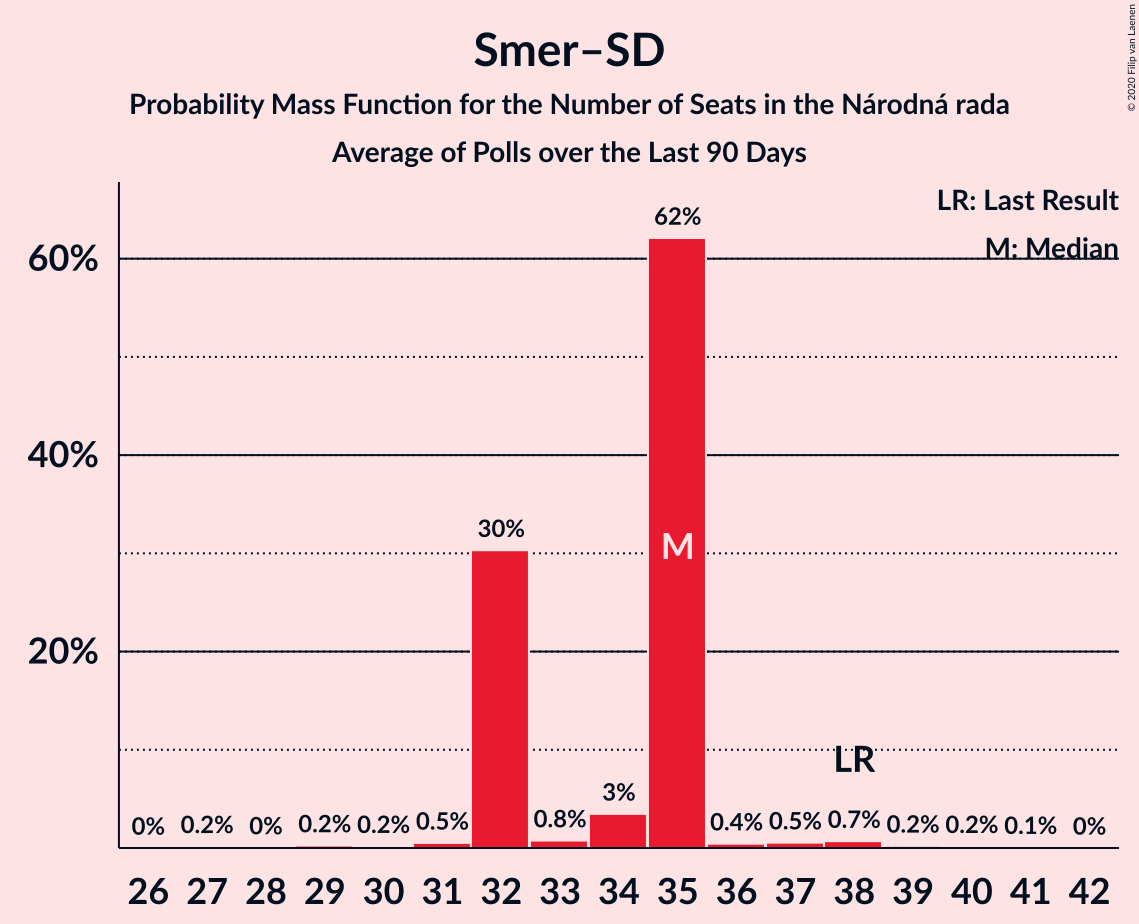 Smer–SD
Probability Mass Function for the Number of Seats in the Národná rada
Average of Polls over the Last 90 Days
© 2020 Filip van Laenen
LR: Last Result
M: Median
60%
40%
20%
0%
0.2%
0%
0.2%
0.2%
0.5%
30%
0.8%
3%
62%
0.4%
0.5%
0.7%
0.2%
0.2%
0.1%
0%
M
LR
26 27 28 29 30 31 32 33 34 35 36 37 38 39 40 41 42